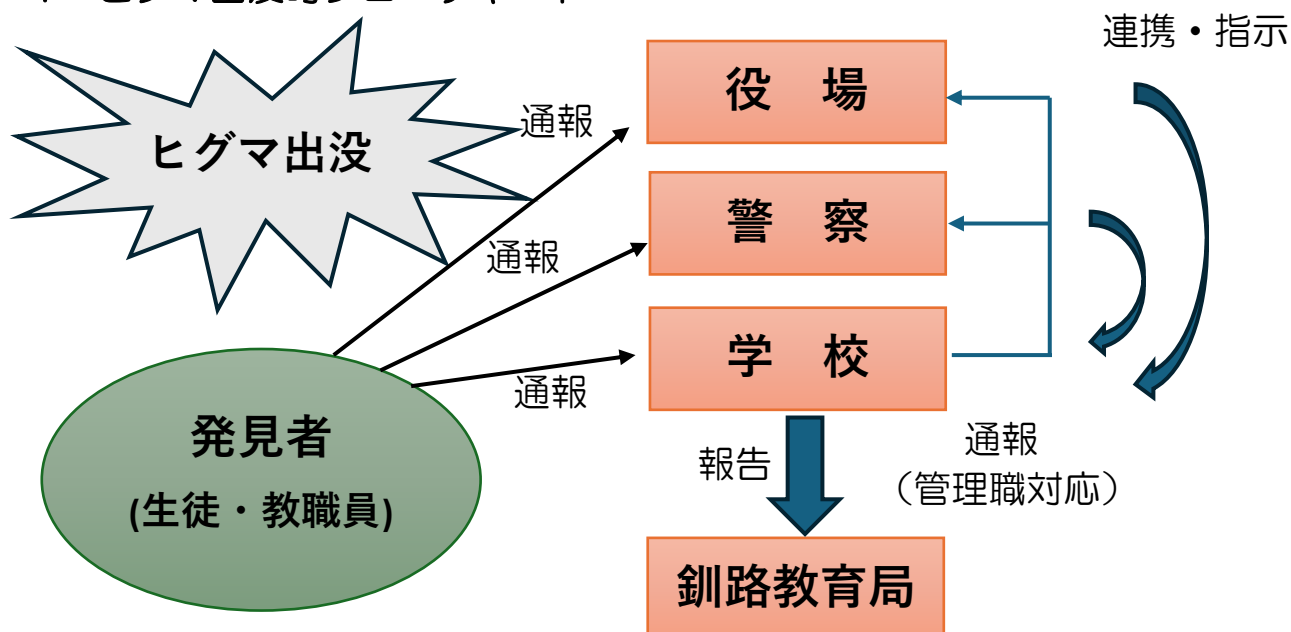 連携・指示
役　場
通報
ヒグマ出没
警　察
通報
学　校
通報
発見者
(生徒・教職員)
報告
通報
（管理職対応）
釧路教育局